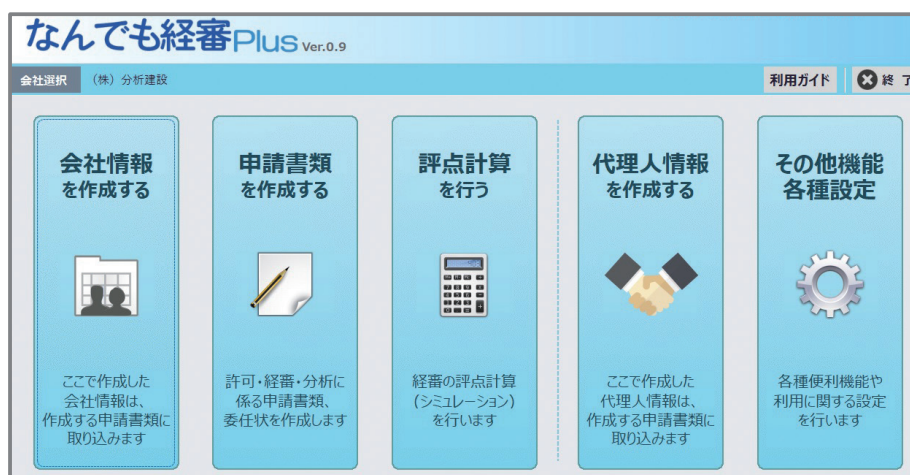 なんでも経審Plus Ver.0.9
会社選択 (株) 分析建設 利用ガイド 終 了
会社情報
を作成する
ここで作成した
会社情報は、
作成する申請書類に
取り込みます
申請書類
を作成する
許可・経審・分析に
係る申請書類、
委任状を作成します
評点計算
を行う
経審の評点計算
(シミュレーション)
を行います
代理人情報
を作成する
ここで作成した
代理人情報は、
作成する申請書類に
取り込みます
その他機能
各種設定
各種便利機能や
利用に関する設定
を行います